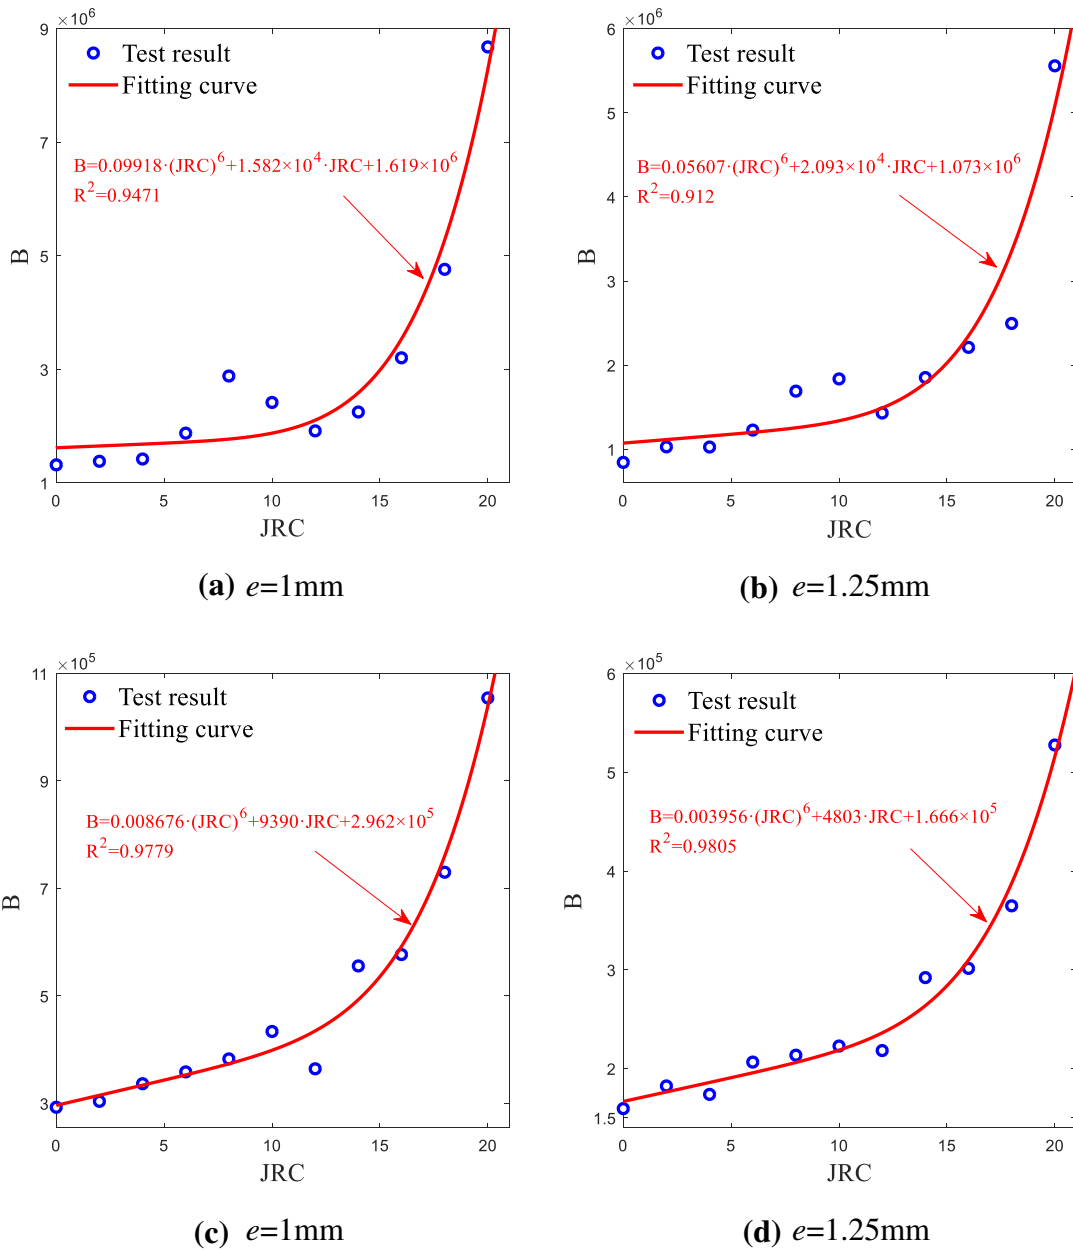 ×10^6
9
7
5
3
1
B
Test result
Fitting curve
B=0.09918·(JRC)^6+1.582×10^4·JRC+1.619×10^6
R^2=0.9471
0 5 10 15 20
JRC
(a) e=1mm
×10^6
6
5
4
3
2
1
B
Test result
Fitting curve
B=0.05607·(JRC)^6+2.093×10^4·JRC+1.073×10^6
R^2=0.912
0 5 10 15 20
JRC
(b) e=1.25mm
×10^5
11
9
7
5
3
B
Test result
Fitting curve
B=0.008676·(JRC)^6+9390·JRC+2.962×10^5
R^2=0.9779
0 5 10 15 20
JRC
(c) e=1mm
×10^5
6
5
4
3
2
1.5
B
Test result
Fitting curve
B=0.003956·(JRC)^6+4803·JRC+1.666×10^5
R^2=0.9805
0 5 10 15 20
JRC
(d) e=1.25mm